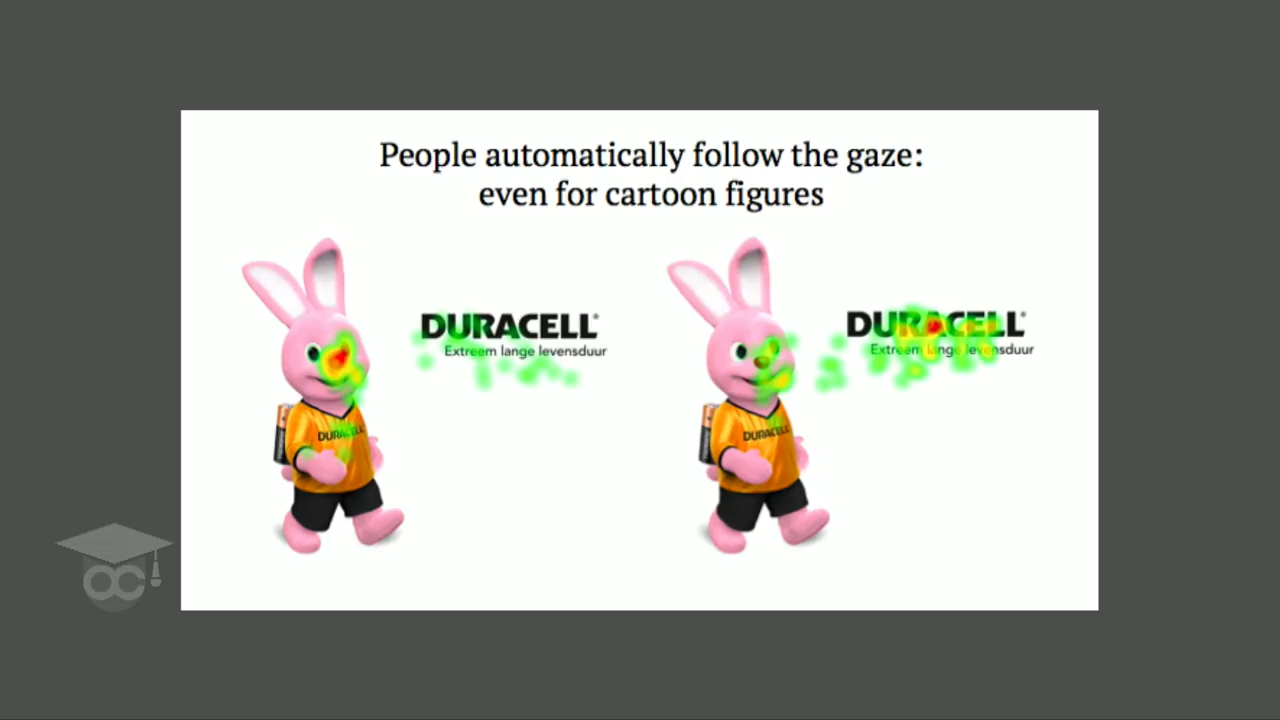 People automatically follow the gaze:
even for cartoon figures
DURACELL®
Extreem lange levensduur
DURACELL®
Extreem lange levensduur
DURACELL
DURACELL
OC